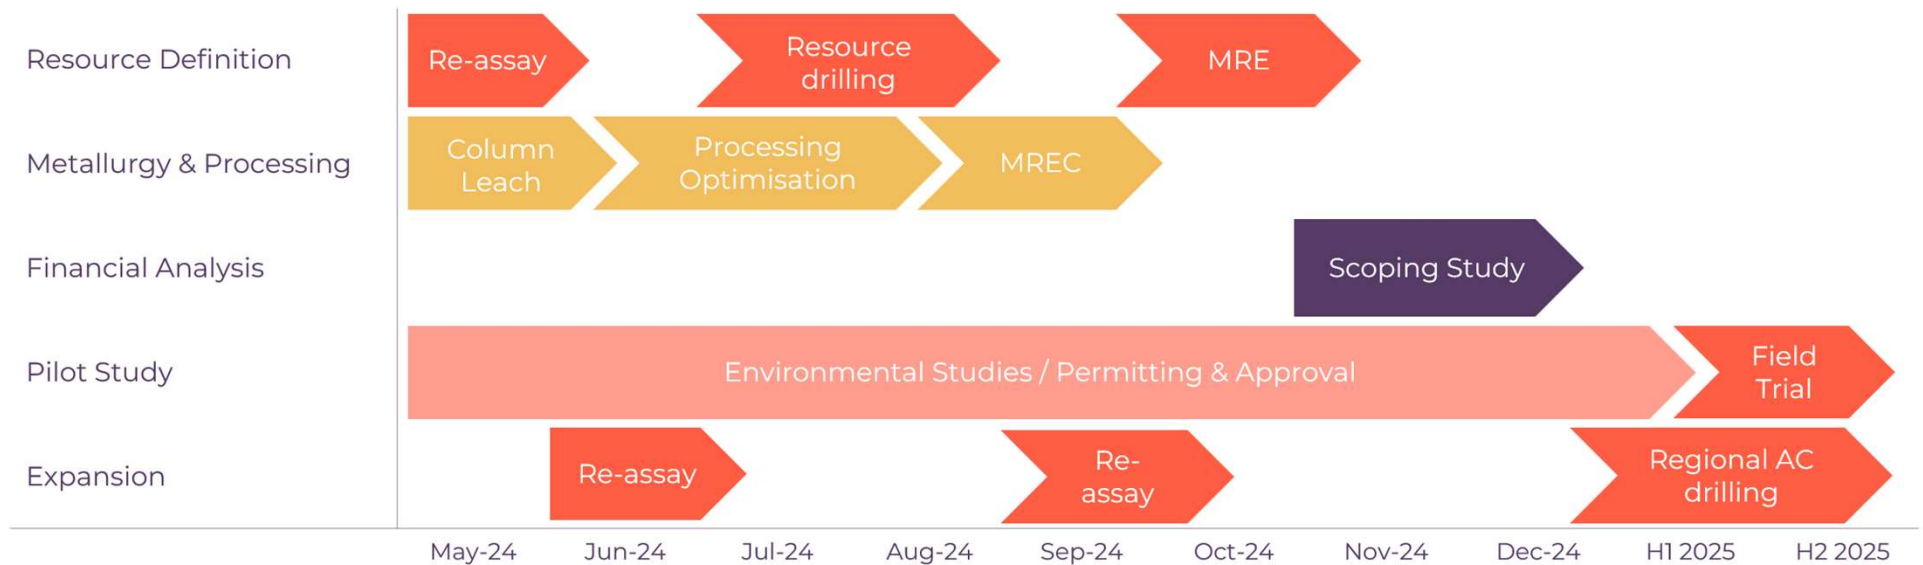 Resource Definition
Re-assay
Resource
drilling
MRE
Metallurgy & Processing
Column
Leach
Processing
Optimisation
MREC
Financial Analysis
Scoping Study
Pilot Study
Environmental Studies / Permitting & Approval
Field
Trial
Expansion
Re-assay
Re-
assay
Regional AC
drilling
May-24 Jun-24 Jul-24 Aug-24 Sep-24 Oct-24 Nov-24 Dec-24 H1 2025 H2 2025